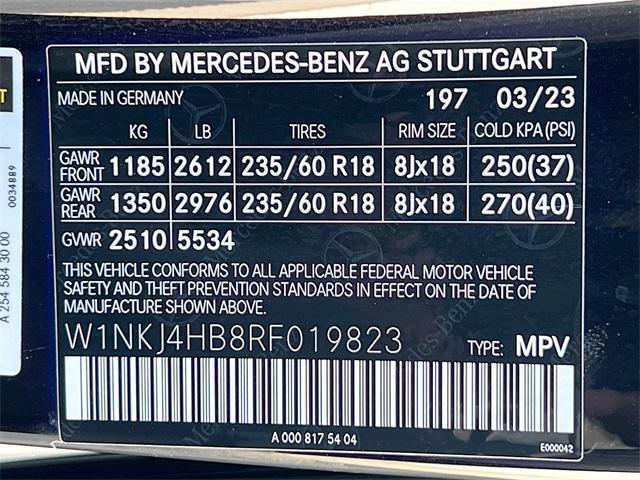 MFD BY MERCEDES-BENZ AG STUTTGART
MADE IN GERMANY 197 03/23
KG LB TIRES RIM SIZE COLD KPA (PSI)
GAWR FRONT 1185 2612 235/60 R18 8Jx18 250(37)
GAWR REAR 1350 2976 235/60 R18 8Jx18 270(40)
GVWR 2510 5534
THIS VEHICLE CONFORMS TO ALL APPLICABLE FEDERAL MOTOR VEHICLE
SAFETY AND THEFT PREVENTION STANDARDS IN EFFECT ON THE DATE OF
MANUFACTURE SHOWN ABOVE.
W1NKJ4HB8RF019823 TYPE: MPV
A 000 817 54 04
E000042
A 254 584 30 00
0034889